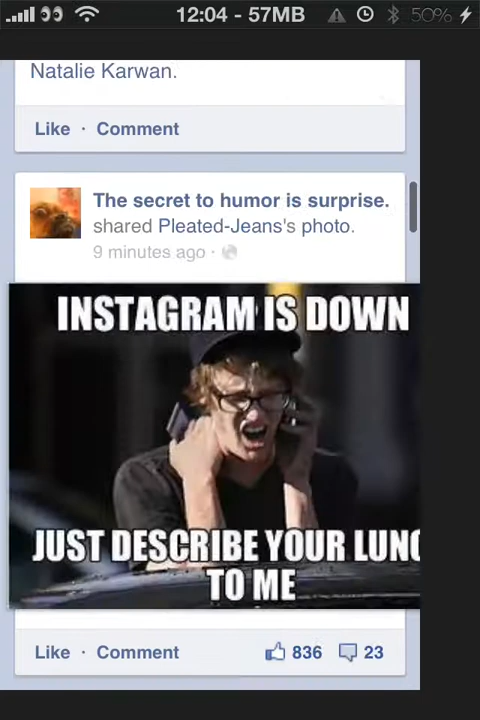 12:04 - 57MB 50%
Natalie Karwan.
Like · Comment
The secret to humor is surprise.
shared Pleated-Jeans's photo.
9 minutes ago ·
INSTAGRAM IS DOWN
JUST DESCRIBE YOUR LUNC
TO ME
Like · Comment 836 23